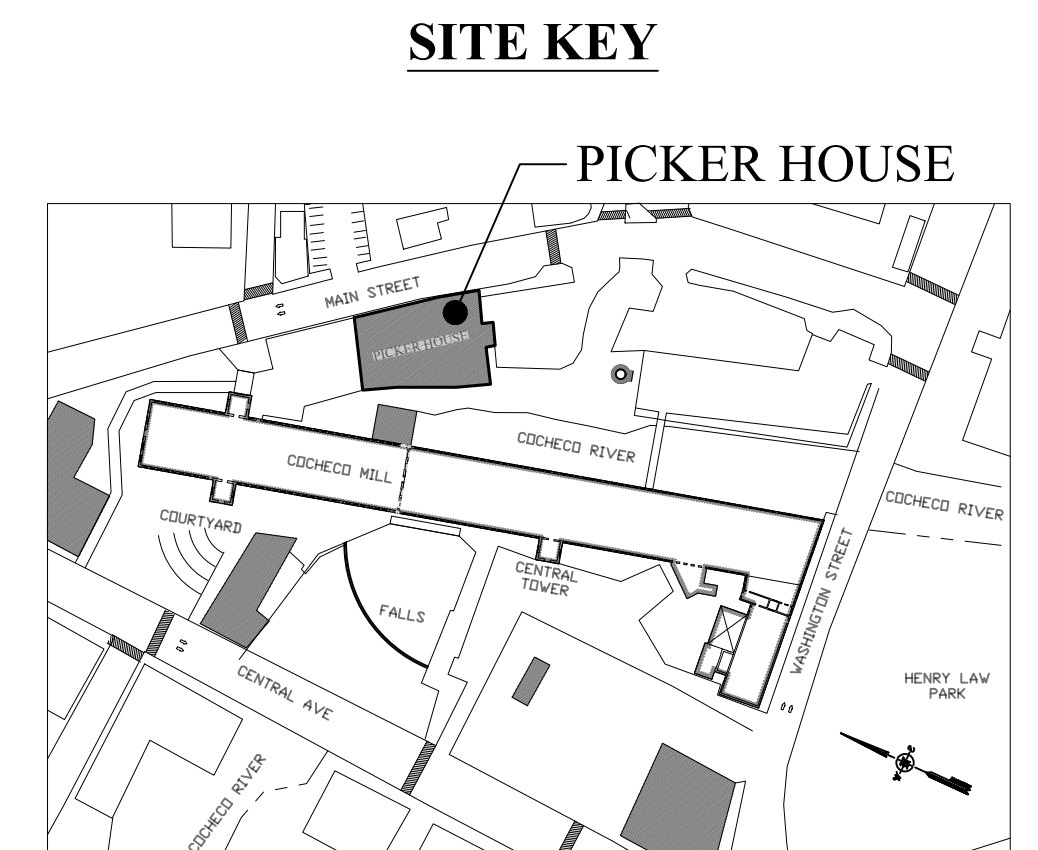 SITE KEY
PICKER HOUSE
MAIN STREET
PICKER HOUSE
COCHECO RIVER
COCHECO MILL
COCHECO RIVER
COURTYARD
CENTRAL
TOWER
WASHINGTON STREET
FALLS
CENTRAL AVE
HENRY LAW
PARK
COCHECO RIVER